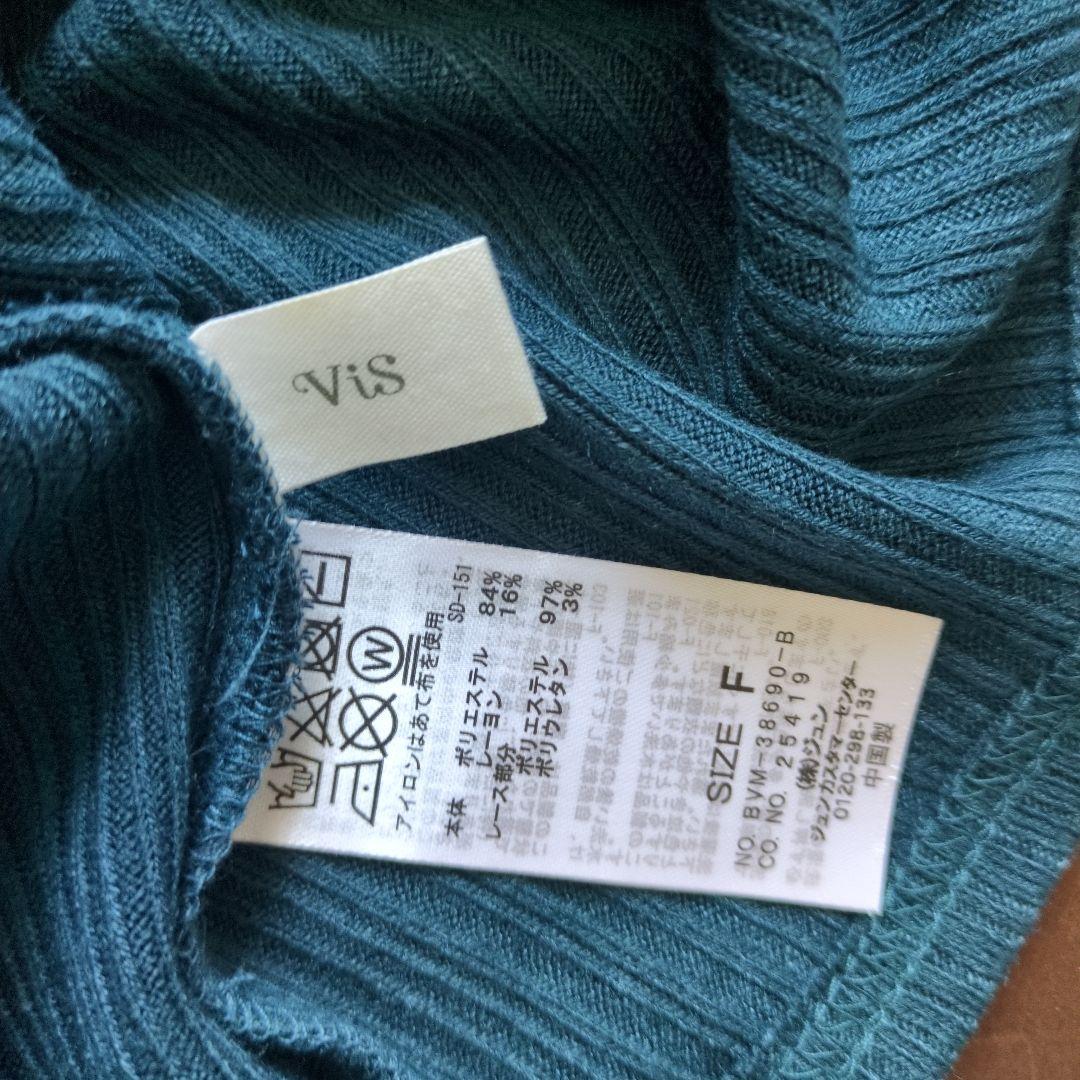 ViS
アイロンはあて布を使用
SD-151
本体 ポリエステル 84%
レーヨン 16%
レース部分
ポリエステル 97%
ポリウレタン 3%
SIZE F
NO. BVM-38690-B
CO. NO. 25419
(株)ジュン
ジュンカスタマーセンター
0120-298-133
中国製